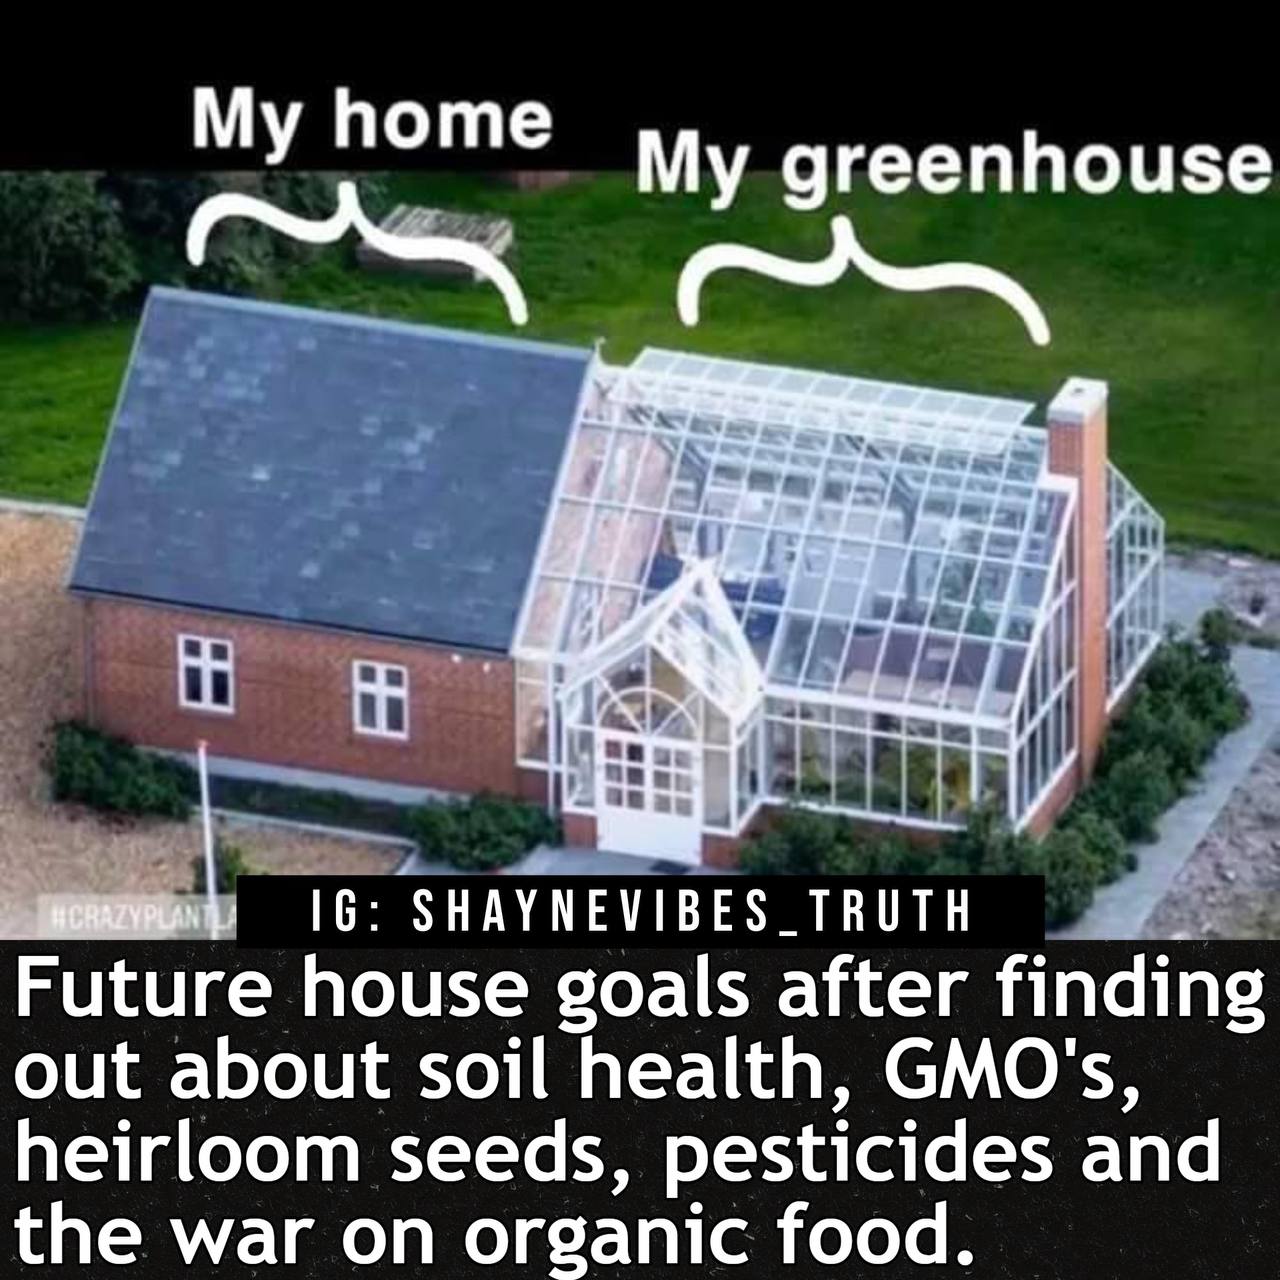 My home
My greenhouse
#CRAZYPLANTLA
IG: SHAYNEVIBES_TRUTH
Future house goals after finding
out about soil health, GMO's,
heirloom seeds, pesticides and
the war on organic food.